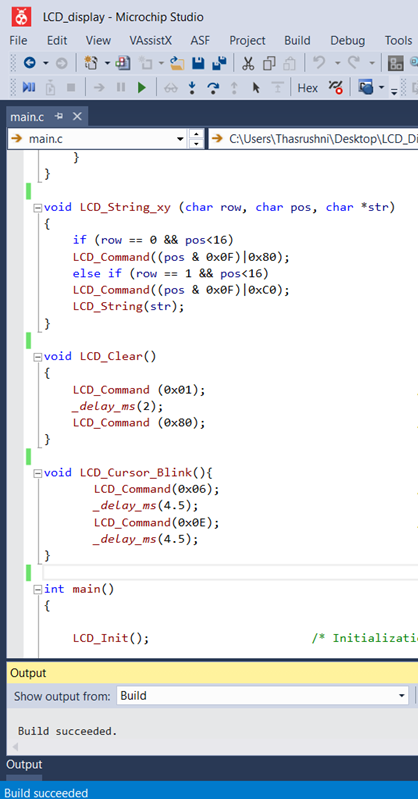 LCD_display - Microchip Studio
File Edit View VAssistX ASF Project Build Debug Tools
Hex
main.c
main.c C:\Users\Thasrushni\Desktop\LCD_Di
}
}
void LCD_String_xy (char row, char pos, char *str)
{
if (row == 0 && pos<16)
LCD_Command((pos & 0x0F)|0x80);
else if (row == 1 && pos<16)
LCD_Command((pos & 0x0F)|0xC0);
LCD_String(str);
}
void LCD_Clear()
{
LCD_Command (0x01);
_delay_ms(2);
LCD_Command (0x80);
}
void LCD_Cursor_Blink(){
LCD_Command(0x06);
_delay_ms(4.5);
LCD_Command(0x0E);
_delay_ms(4.5);
}
int main()
{
LCD_Init(); /* Initializati
Output
Show output from: Build
Build succeeded.
Output
Build succeeded